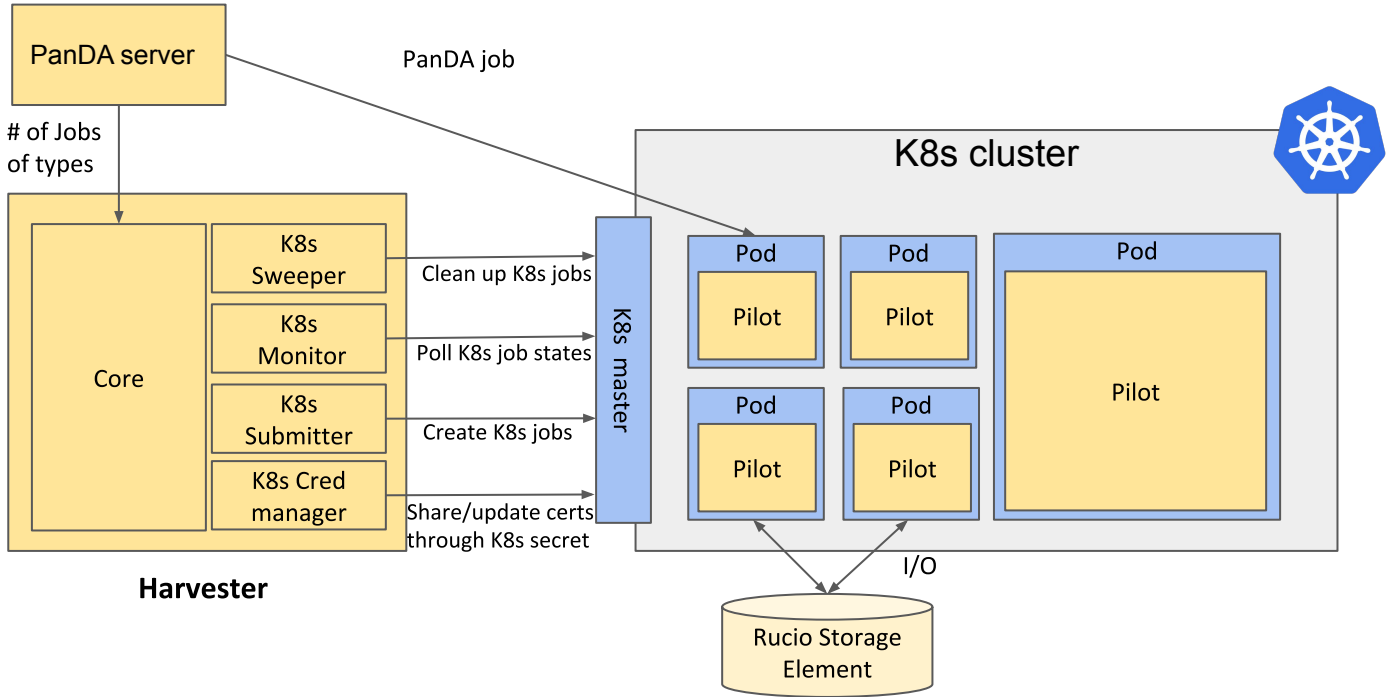 PanDA server
PanDA job
# of Jobs
of types
K8s cluster
Core
K8s
Sweeper
K8s
Monitor
K8s
Submitter
K8s Cred
manager
Harvester
Clean up K8s jobs
Poll K8s job states
Create K8s jobs
Share/update certs
through K8s secret
K8s master
Pod
Pilot
Pod
Pilot
Pod
Pilot
Pod
Pilot
Pod
Pilot
I/O
Rucio Storage
Element